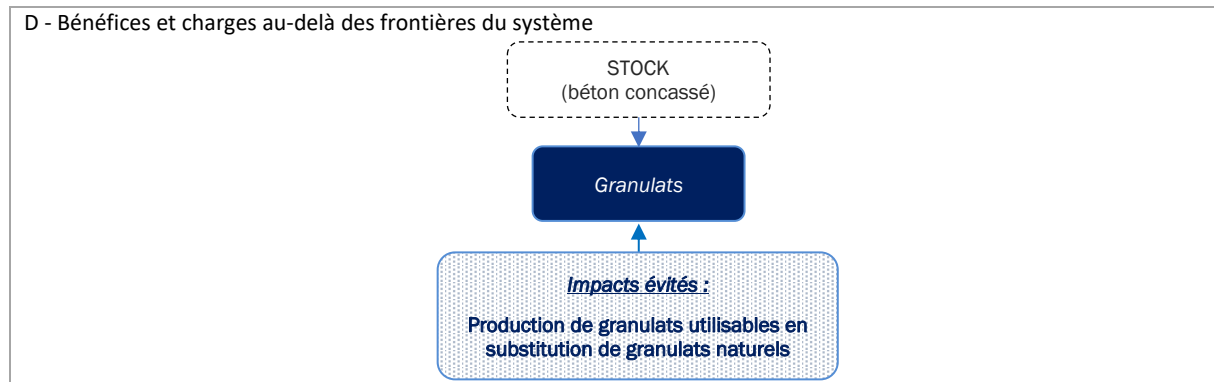 D - Bénéfices et charges au-delà des frontières du système
STOCK
(béton concassé)
Granulats
Impacts évités :
Production de granulats utilisables en
substitution de granulats naturels